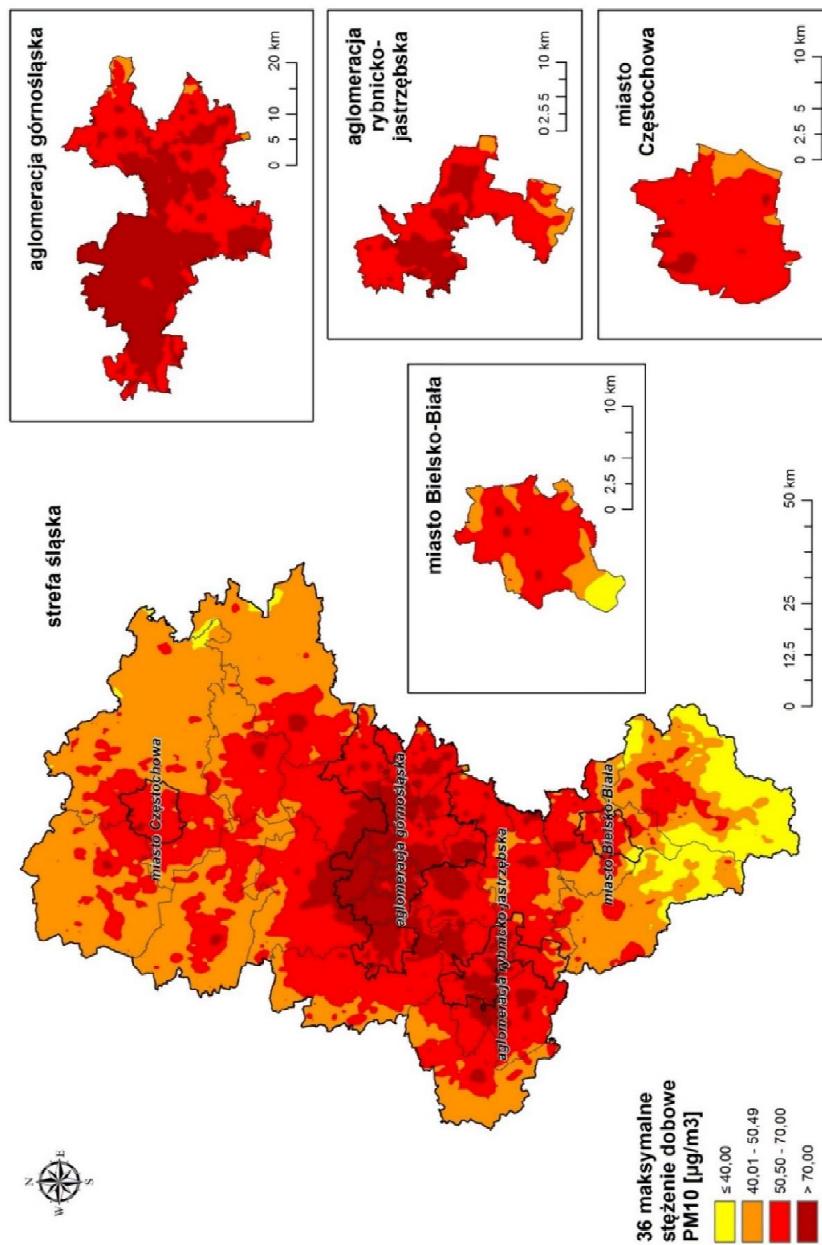 strefa śląska
N
W E
S
miasto Częstochowa
aglomeracja górnośląska
aglomeracja rybnicko-jastrzębska
miasto Bielsko-Biała
36 maksymalne
stężenie dobowe
PM10 [µg/m3]
≤ 40,00
40,01 - 50,49
50,50 - 70,00
> 70,00
0 12.5 25 50 km
miasto Bielsko-Biała
0 2.5 5 10 km
aglomeracja górnośląska
0 5 10 20 km
aglomeracja
rybnicko-
jastrzębska
0 2.5 5 10 km
miasto
Częstochowa
0 2.5 5 10 km